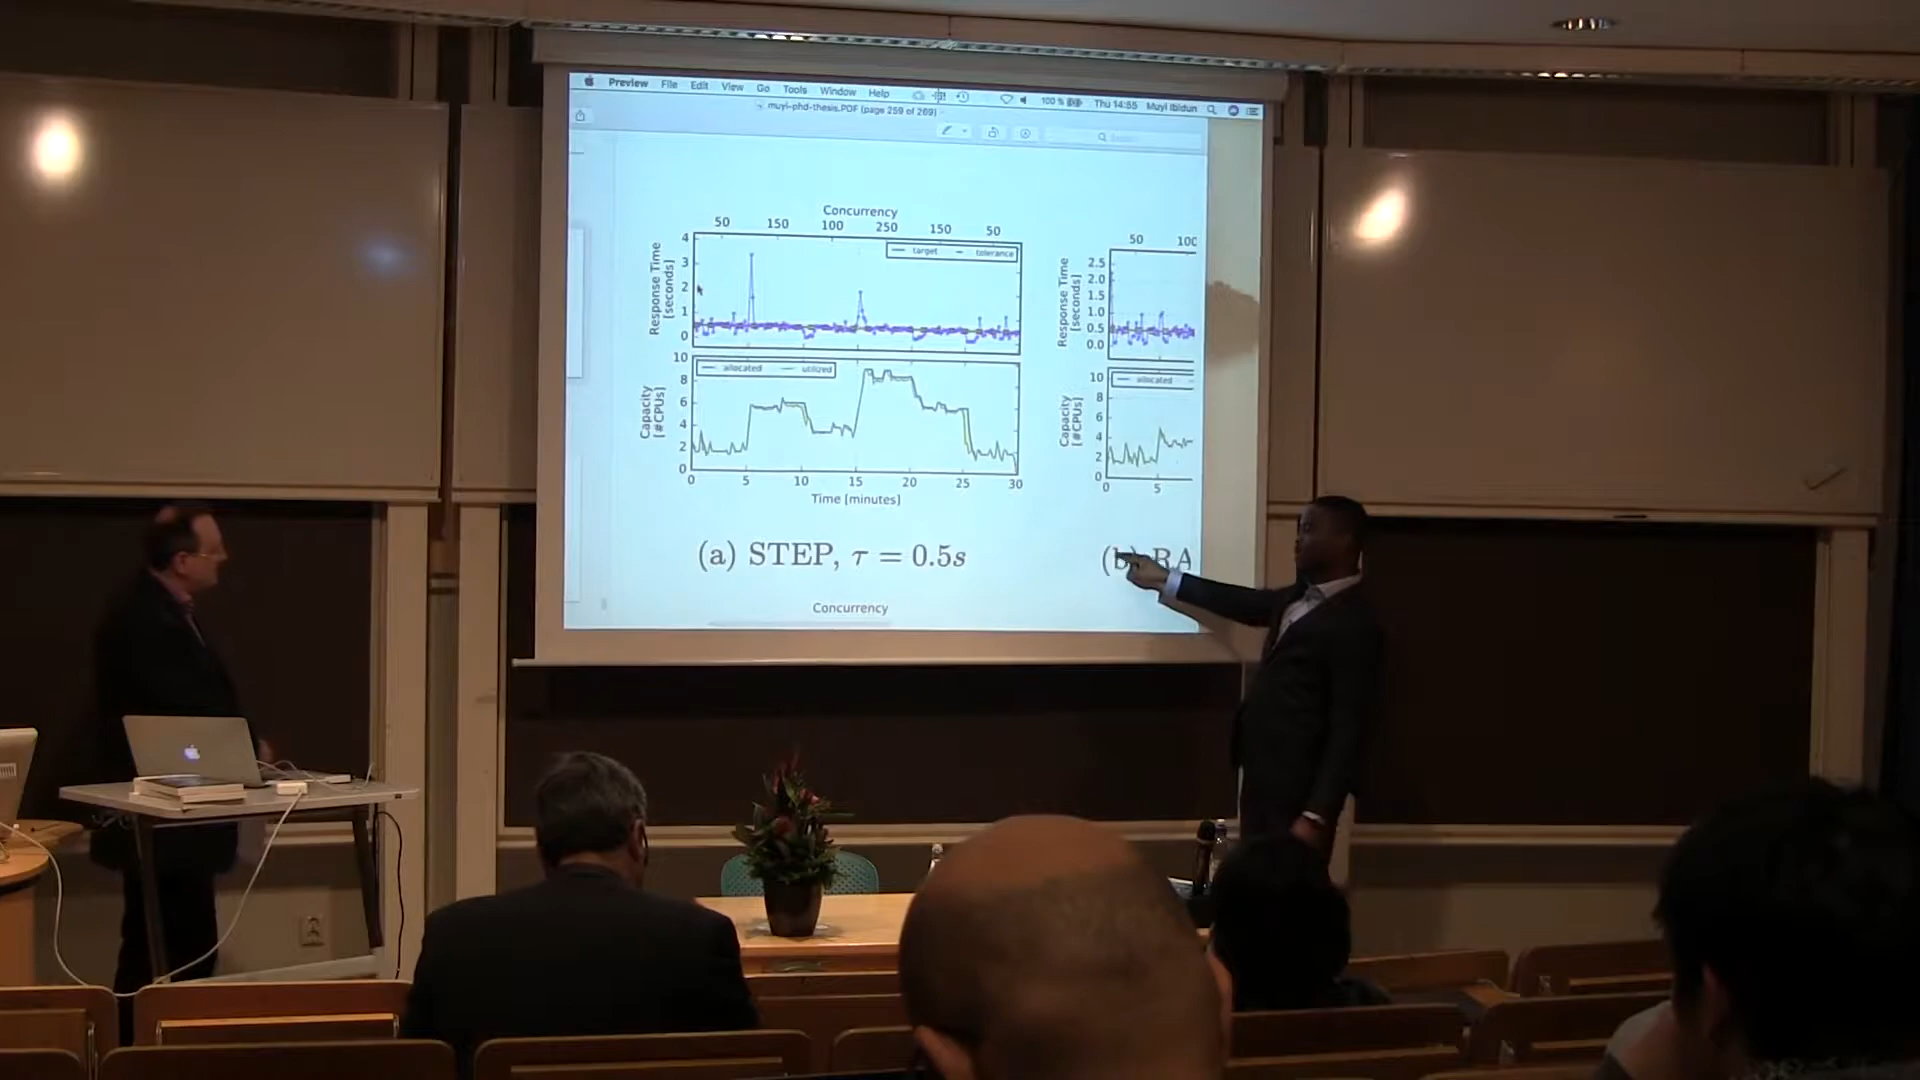 Preview File Edit View Go Tools Window Help 100% Thu 14:55 Muyi Ibidun
muyi-phd-thesis.PDF (page 259 of 269)
Search
Concurrency
50 150 100 250 150 50
Response Time
[seconds]
4
3
2
1
0
target tolerance
Capacity
[#CPUs]
10
8
6
4
2
0
allocated utilized
0 5 10 15 20 25 30
Time [minutes]
(a) STEP, τ = 0.5s
Concurrency
50 100
Response Time
[seconds]
2.5
2.0
1.5
1.0
0.5
0.0
Capacity
[#CPUs]
10
8
6
4
2
0
allocated
0 5
(b) RA